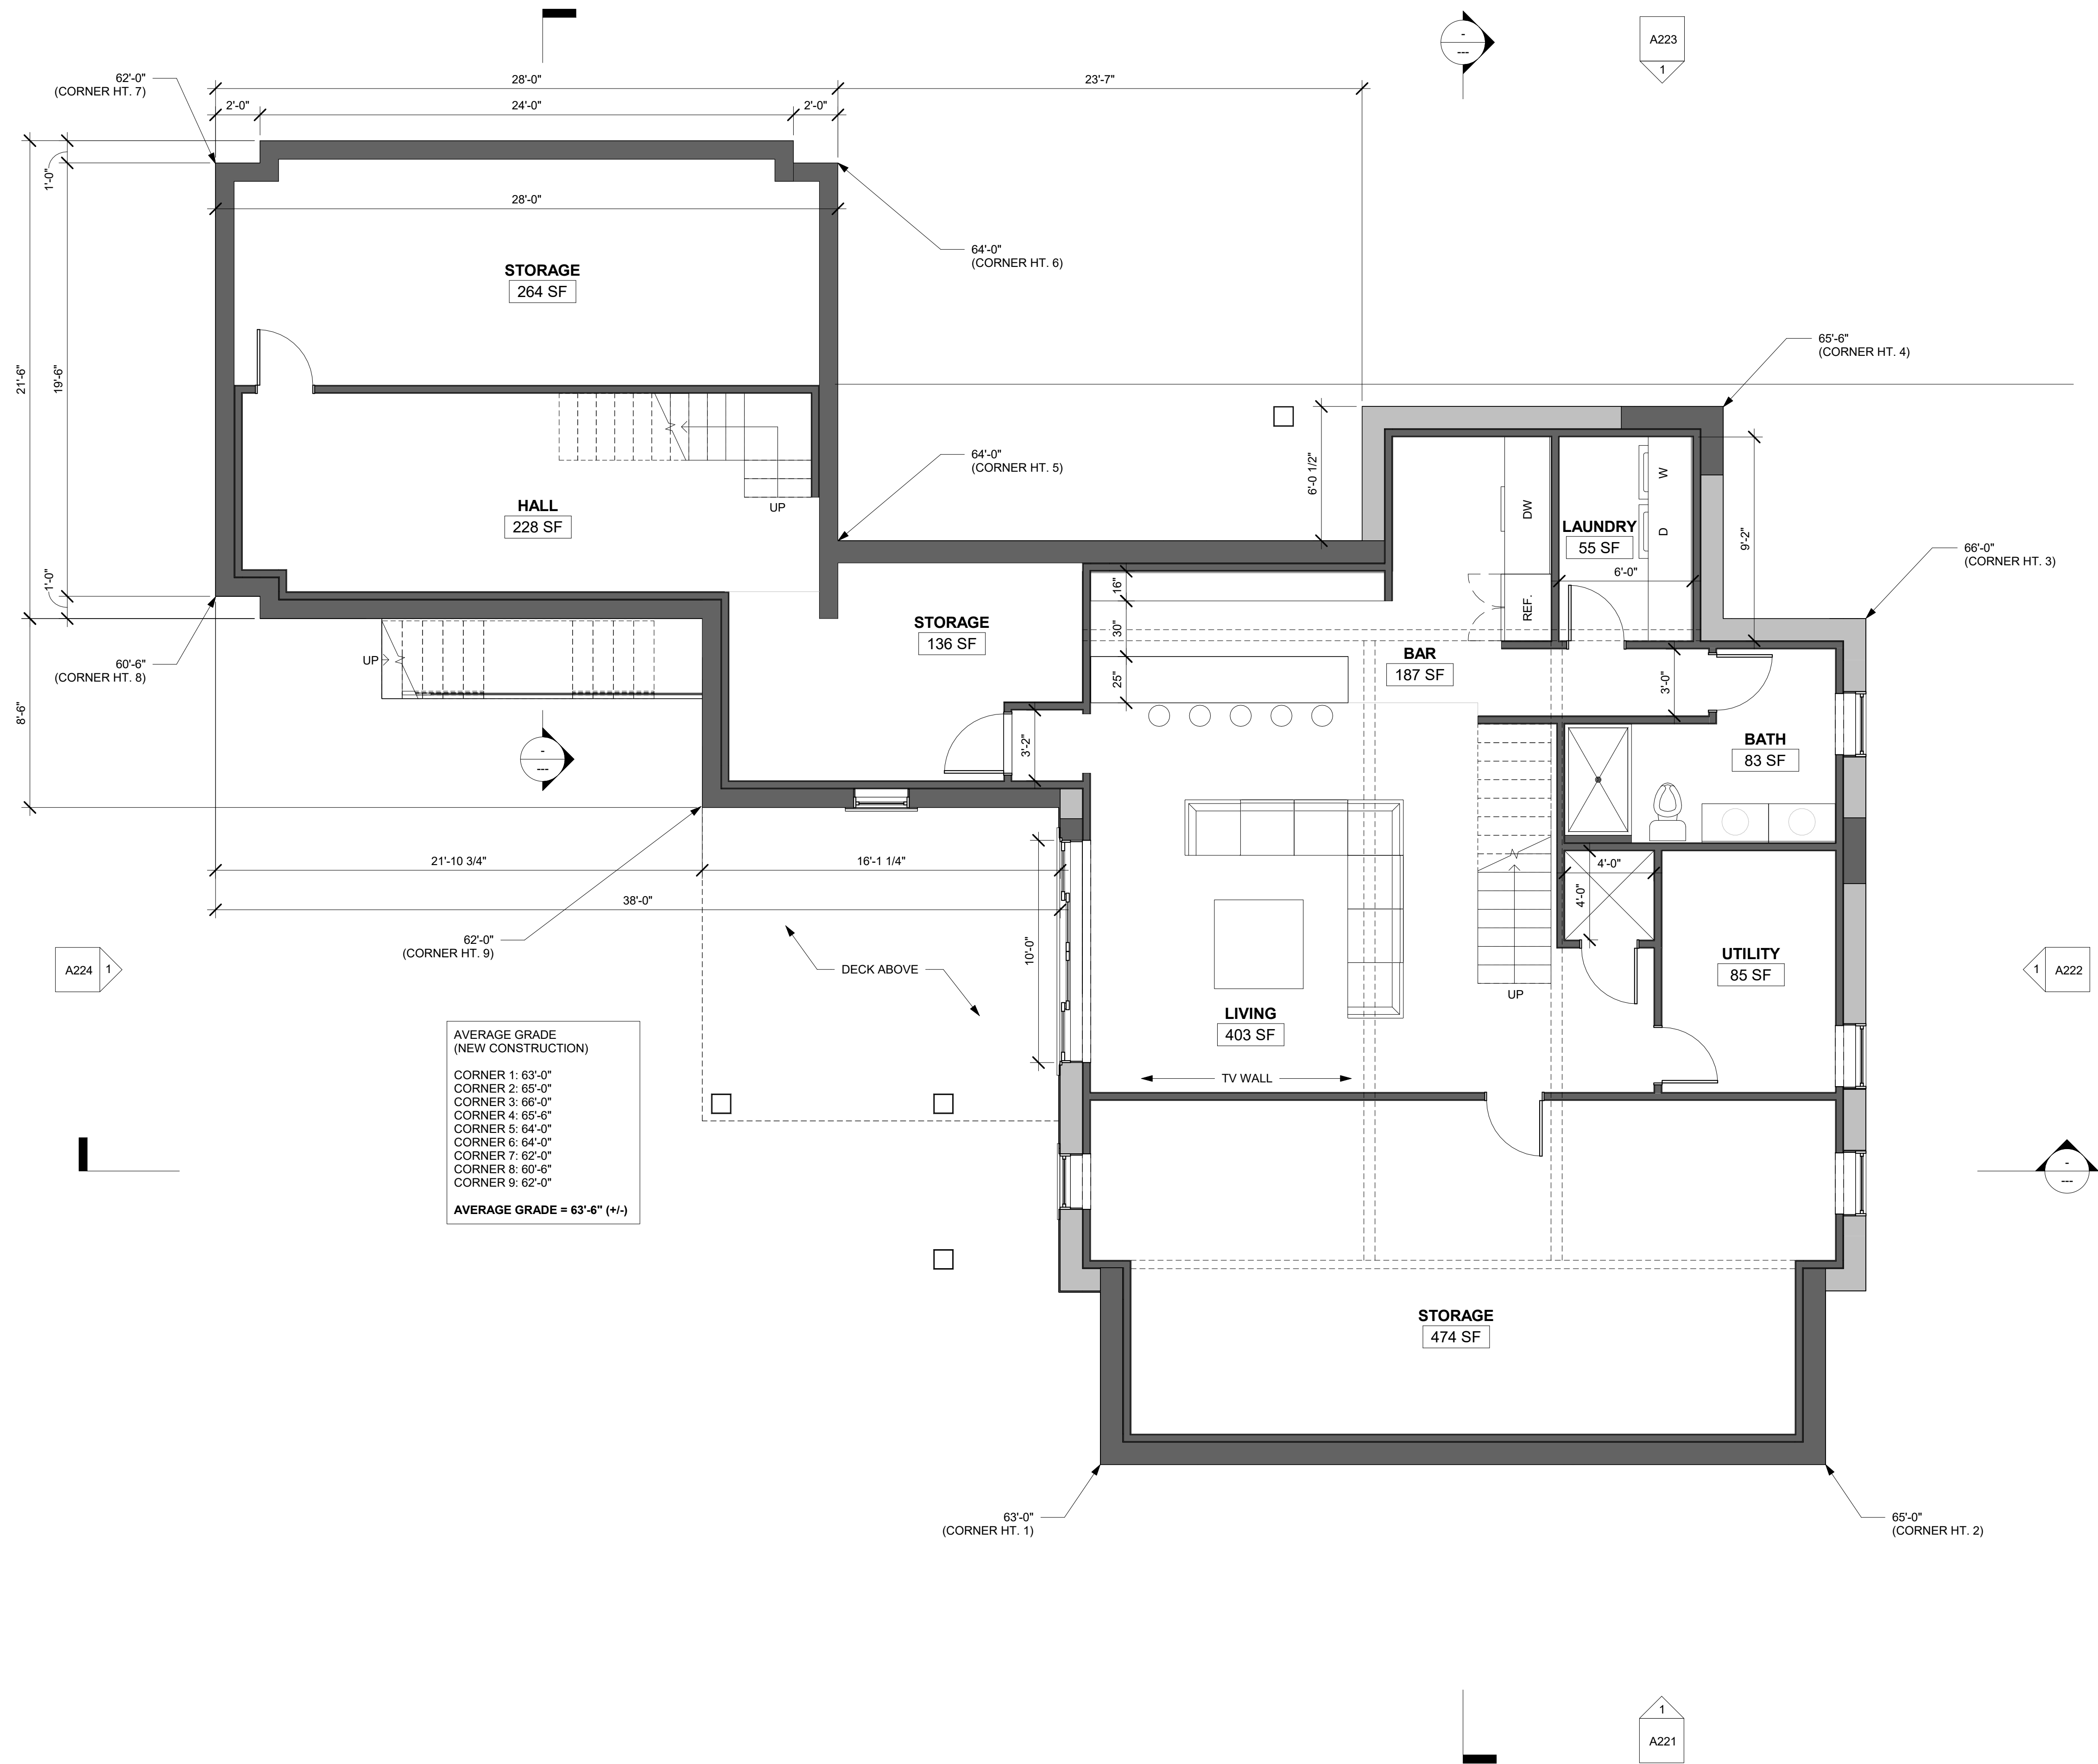 -
---
A223
1
62'-0"
(CORNER HT. 7)
28'-0"
23'-7"
2'-0"
24'-0"
2'-0"
1'-0"
28'-0"
64'-0"
(CORNER HT. 6)
STORAGE
264 SF
65'-6"
(CORNER HT. 4)
21'-6"
19'-6"
64'-0"
(CORNER HT. 5)
6'-0 1/2"
HALL
228 SF
UP
DW
W
LAUNDRY
55 SF
D
9'-2"
66'-0"
(CORNER HT. 3)
1'-0"
16"
6'-0"
REF.
STORAGE
136 SF
30"
60'-6"
(CORNER HT. 8)
UP
BAR
187 SF
25"
3'-0"
8'-6"
3'-2"
-
---
BATH
83 SF
21'-10 3/4"
16'-1 1/4"
4'-0"
4'-0"
38'-0"
62'-0"
(CORNER HT. 9)
10'-0"
A224
1
DECK ABOVE
UTILITY
85 SF
1
A222
UP
LIVING
403 SF
AVERAGE GRADE
(NEW CONSTRUCTION)
CORNER 1: 63'-0"
CORNER 2: 65'-0"
CORNER 3: 66'-0"
CORNER 4: 65'-6"
CORNER 5: 64'-0"
CORNER 6: 64'-0"
CORNER 7: 62'-0"
CORNER 8: 60'-6"
CORNER 9: 62'-0"
AVERAGE GRADE = 63'-6" (+/-)
TV WALL
-
---
STORAGE
474 SF
63'-0"
(CORNER HT. 1)
65'-0"
(CORNER HT. 2)
1
A221